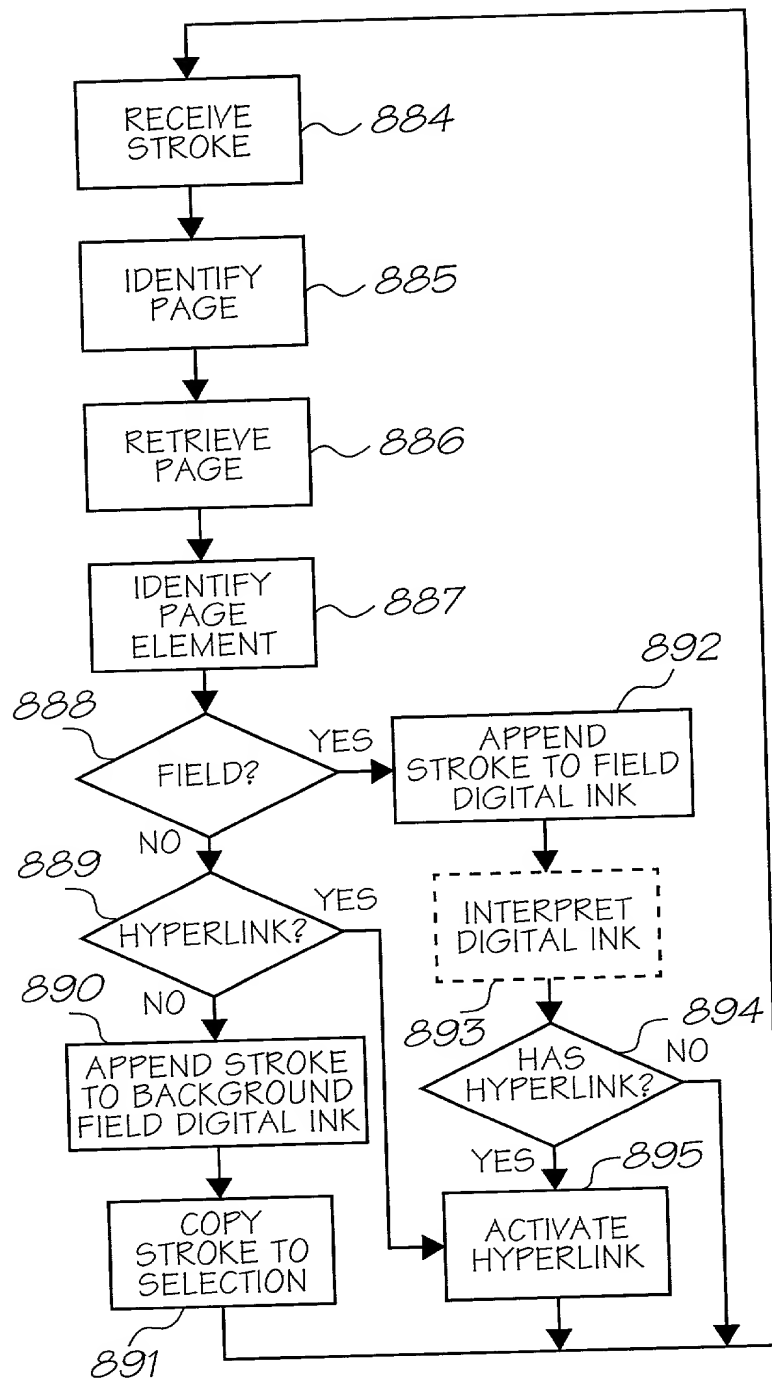 RECEIVE
STROKE
884
IDENTIFY
PAGE
885
RETRIEVE
PAGE
886
IDENTIFY
PAGE
ELEMENT
887
888
FIELD?
YES
NO
892
APPEND
STROKE TO FIELD
DIGITAL INK
889
HYPERLINK?
YES
NO
INTERPRET
DIGITAL INK
893
890
APPEND STROKE
TO BACKGROUND
FIELD DIGITAL INK
894
HAS
HYPERLINK?
NO
YES
895
COPY
STROKE TO
SELECTION
891
ACTIVATE
HYPERLINK